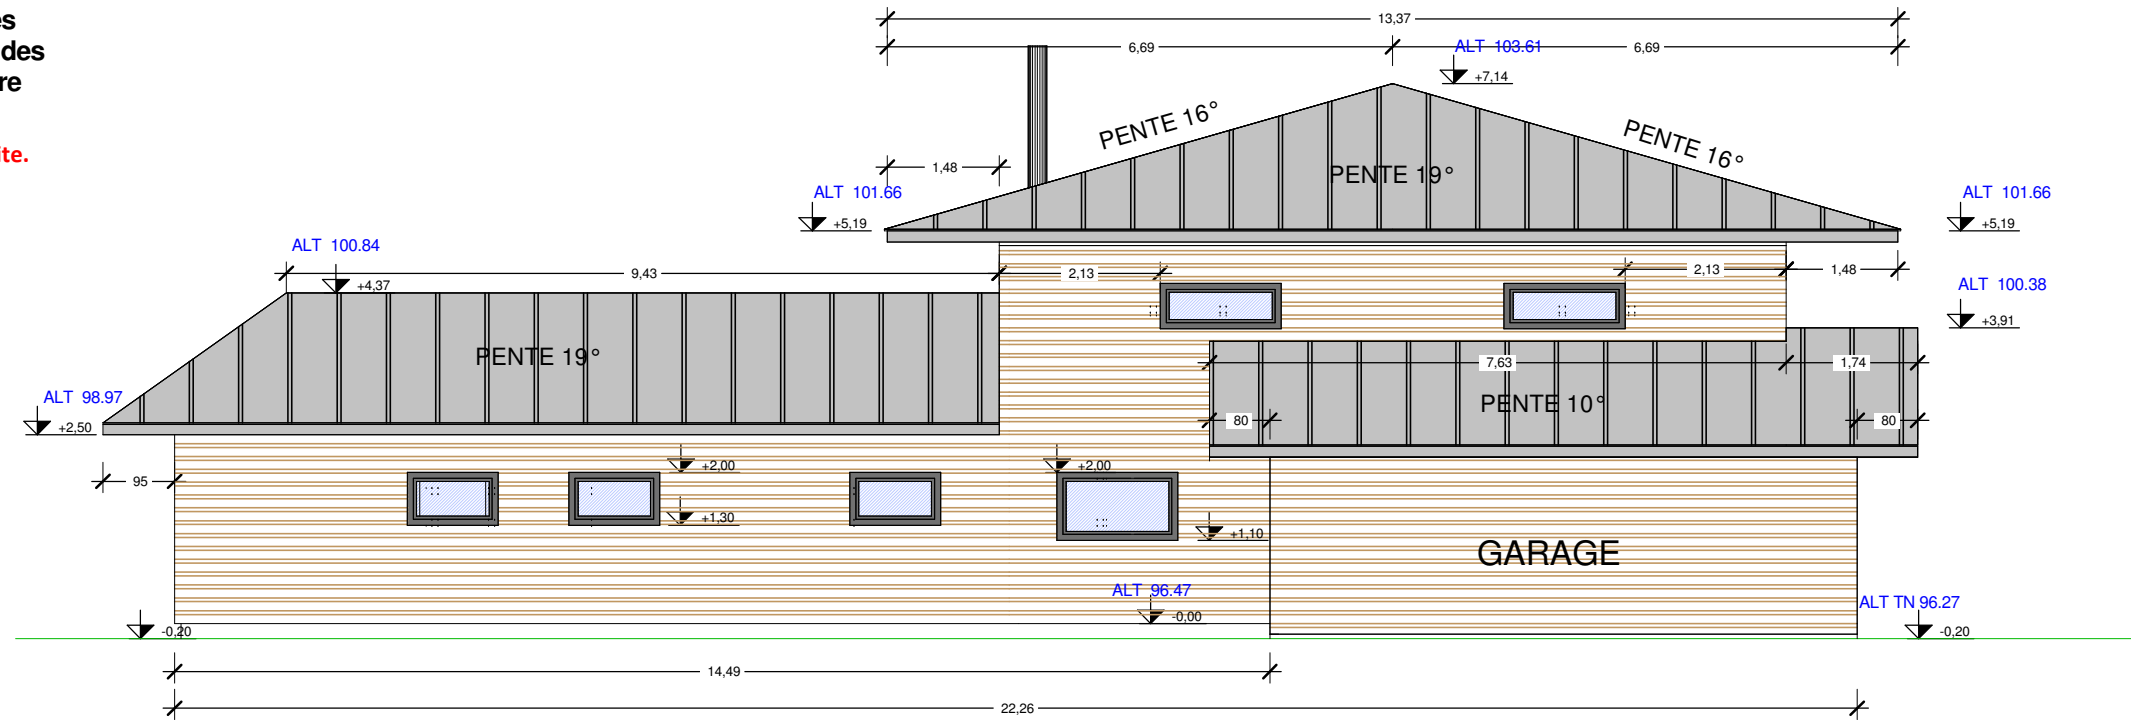 es
des
re
ite.
13,37
6,69
ALT 103.61
6,69
+7,14
PENTE 16°
PENTE 16°
1,48
PENTE 19°
ALT 101.66
+5,19
ALT 101.66
+5,19
ALT 100.84
9,43
+4,37
2,13
2,13
1,48
ALT 100.38
+3,91
PENTE 19°
7,63
1,74
ALT 98.97
+2,50
PENTE 10°
80
80
95
+2,00
+2,00
+1,30
+1,10
GARAGE
ALT 96.47
-0,00
ALT TN 96.27
-0,20
-0,20
14,49
22,26